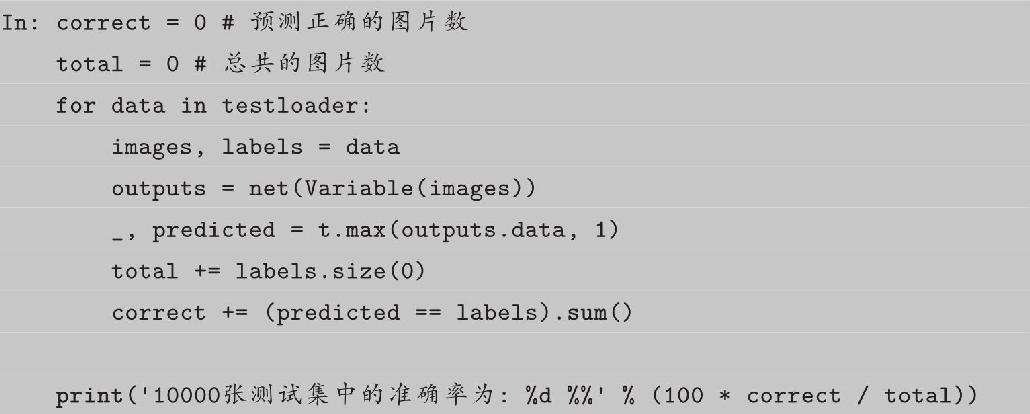 In: correct = 0 # 预测正确的图片数
total = 0 # 总共的图片数
for data in testloader:
images, labels = data
outputs = net(Variable(images))
_, predicted = t.max(outputs.data, 1)
total += labels.size(0)
correct += (predicted == labels).sum()
print('10000张测试集中的准确率为: %d %%' % (100 * correct / total))